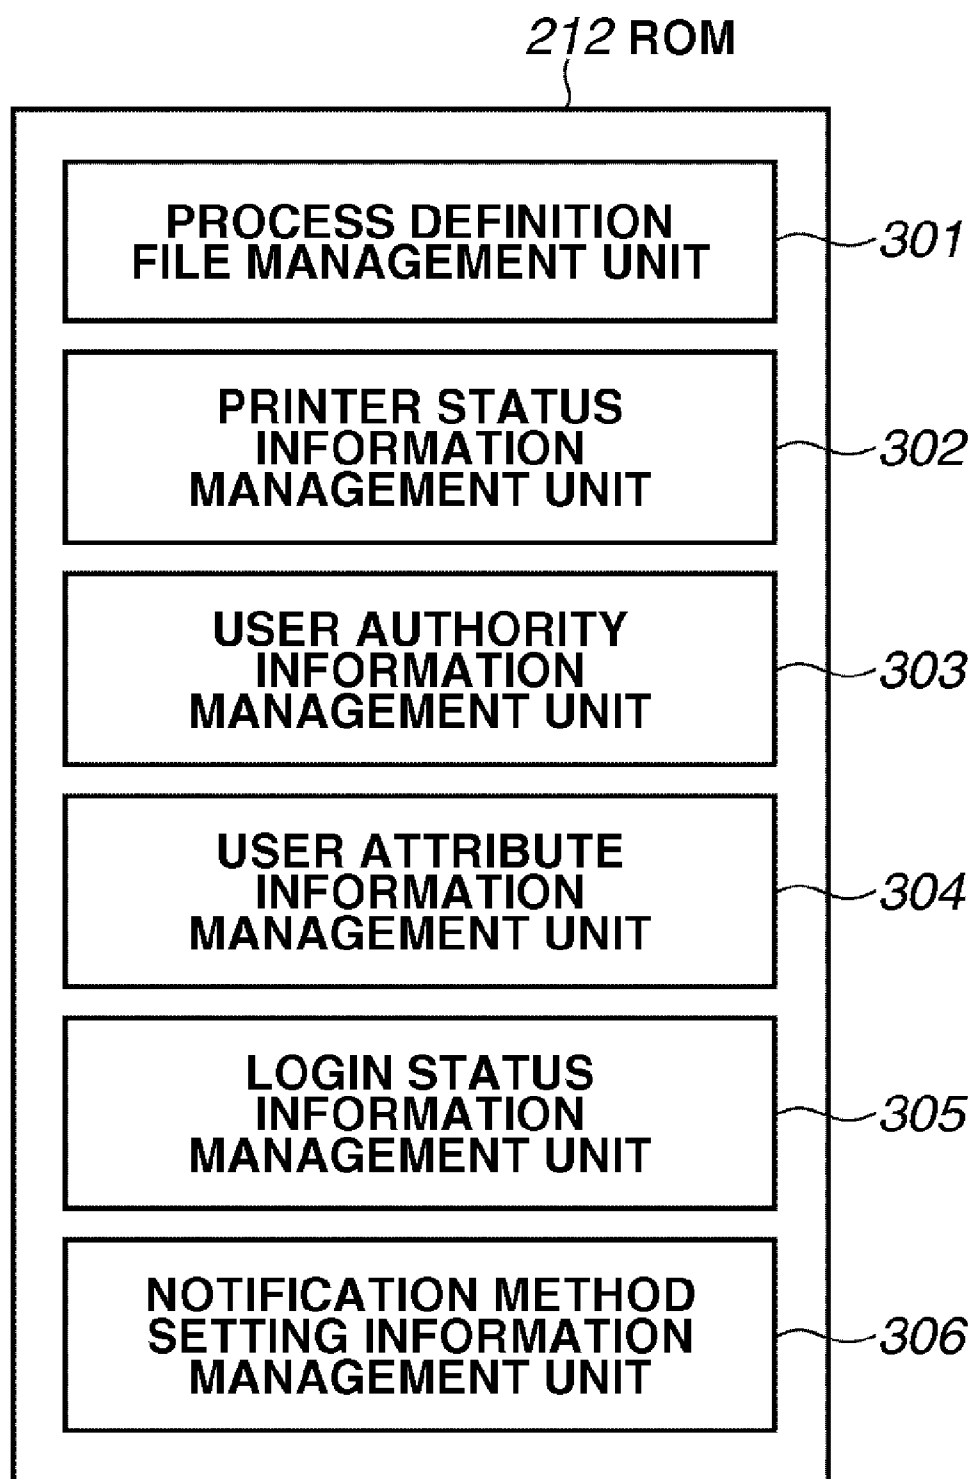 212 ROM
PROCESS DEFINITION
FILE MANAGEMENT UNIT
301
PRINTER STATUS
INFORMATION
MANAGEMENT UNIT
302
USER AUTHORITY
INFORMATION
MANAGEMENT UNIT
303
USER ATTRIBUTE
INFORMATION
MANAGEMENT UNIT
304
LOGIN STATUS
INFORMATION
MANAGEMENT UNIT
305
NOTIFICATION METHOD
SETTING INFORMATION
MANAGEMENT UNIT
306